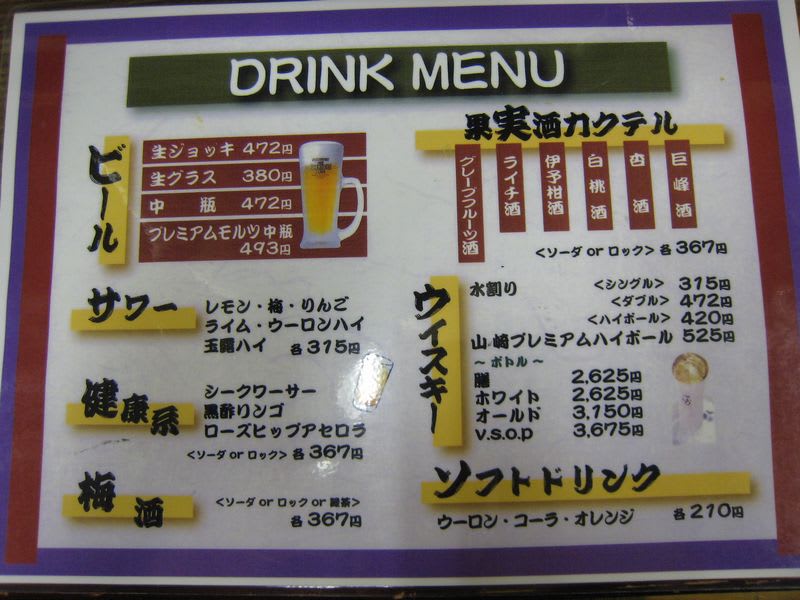 DRINK MENU
ビール
生ジョッキ 472円
生グラス 380円
中瓶 472円
プレミアムモルツ中瓶
493円
サワー
レモン・梅・りんご
ライム・ウーロンハイ
玉露ハイ 各315円
健康系
シークワーサー
黒酢リンゴ
ローズヒップアセロラ
<ソーダ or ロック> 各367円
梅酒
<ソーダ or ロック or 緑茶>
各367円
果実酒カクテル
グレープフルーツ酒
ライチ酒
伊予柑酒
白桃酒
杏酒
巨峰酒
<ソーダ or ロック> 各367円
ウィスキー
水割り <シングル> 315円
<ダブル> 472円
<ハイボール> 420円
山崎プレミアムハイボール 525円
～ ボトル ～
膳 2,625円
ホワイト 2,625円
オールド 3,150円
v.s.o.p 3,675円
ソフトドリンク
ウーロン・コーラ・オレンジ 各210円